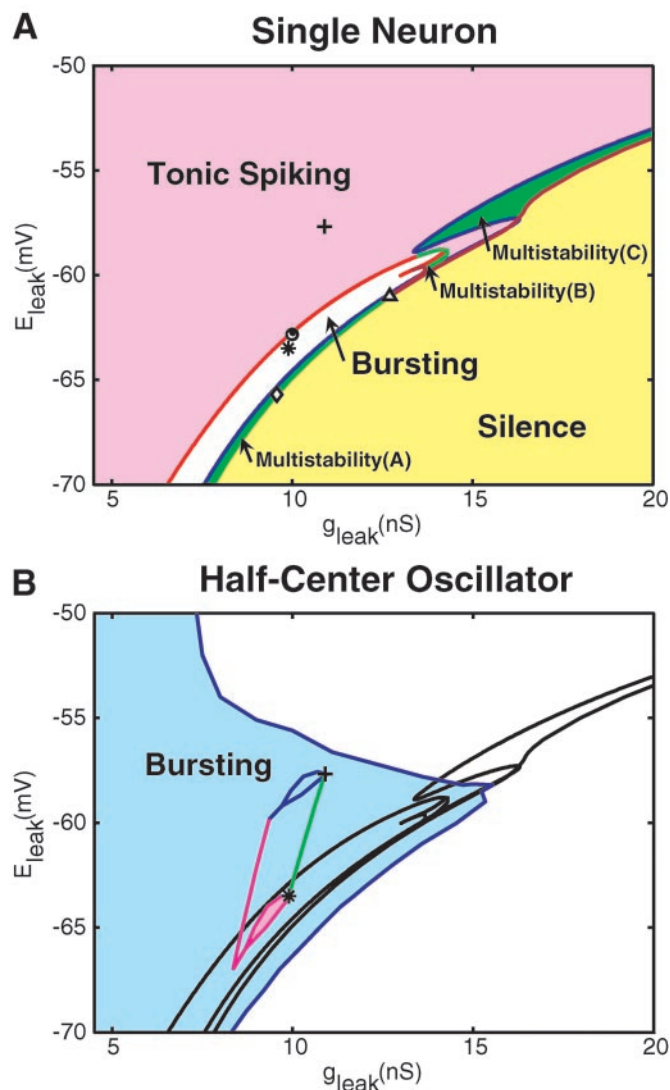 A
Single Neuron
-50
-55
-60
-65
-70
E_leak(mV)
Tonic Spiking
Multistability(C)
Multistability(B)
Bursting
Silence
Multistability(A)
5
10
15
20
g_leak(nS)
B
Half-Center Oscillator
-50
-55
-60
-65
-70
E_leak(mV)
Bursting
5
10
15
20
g_leak(nS)